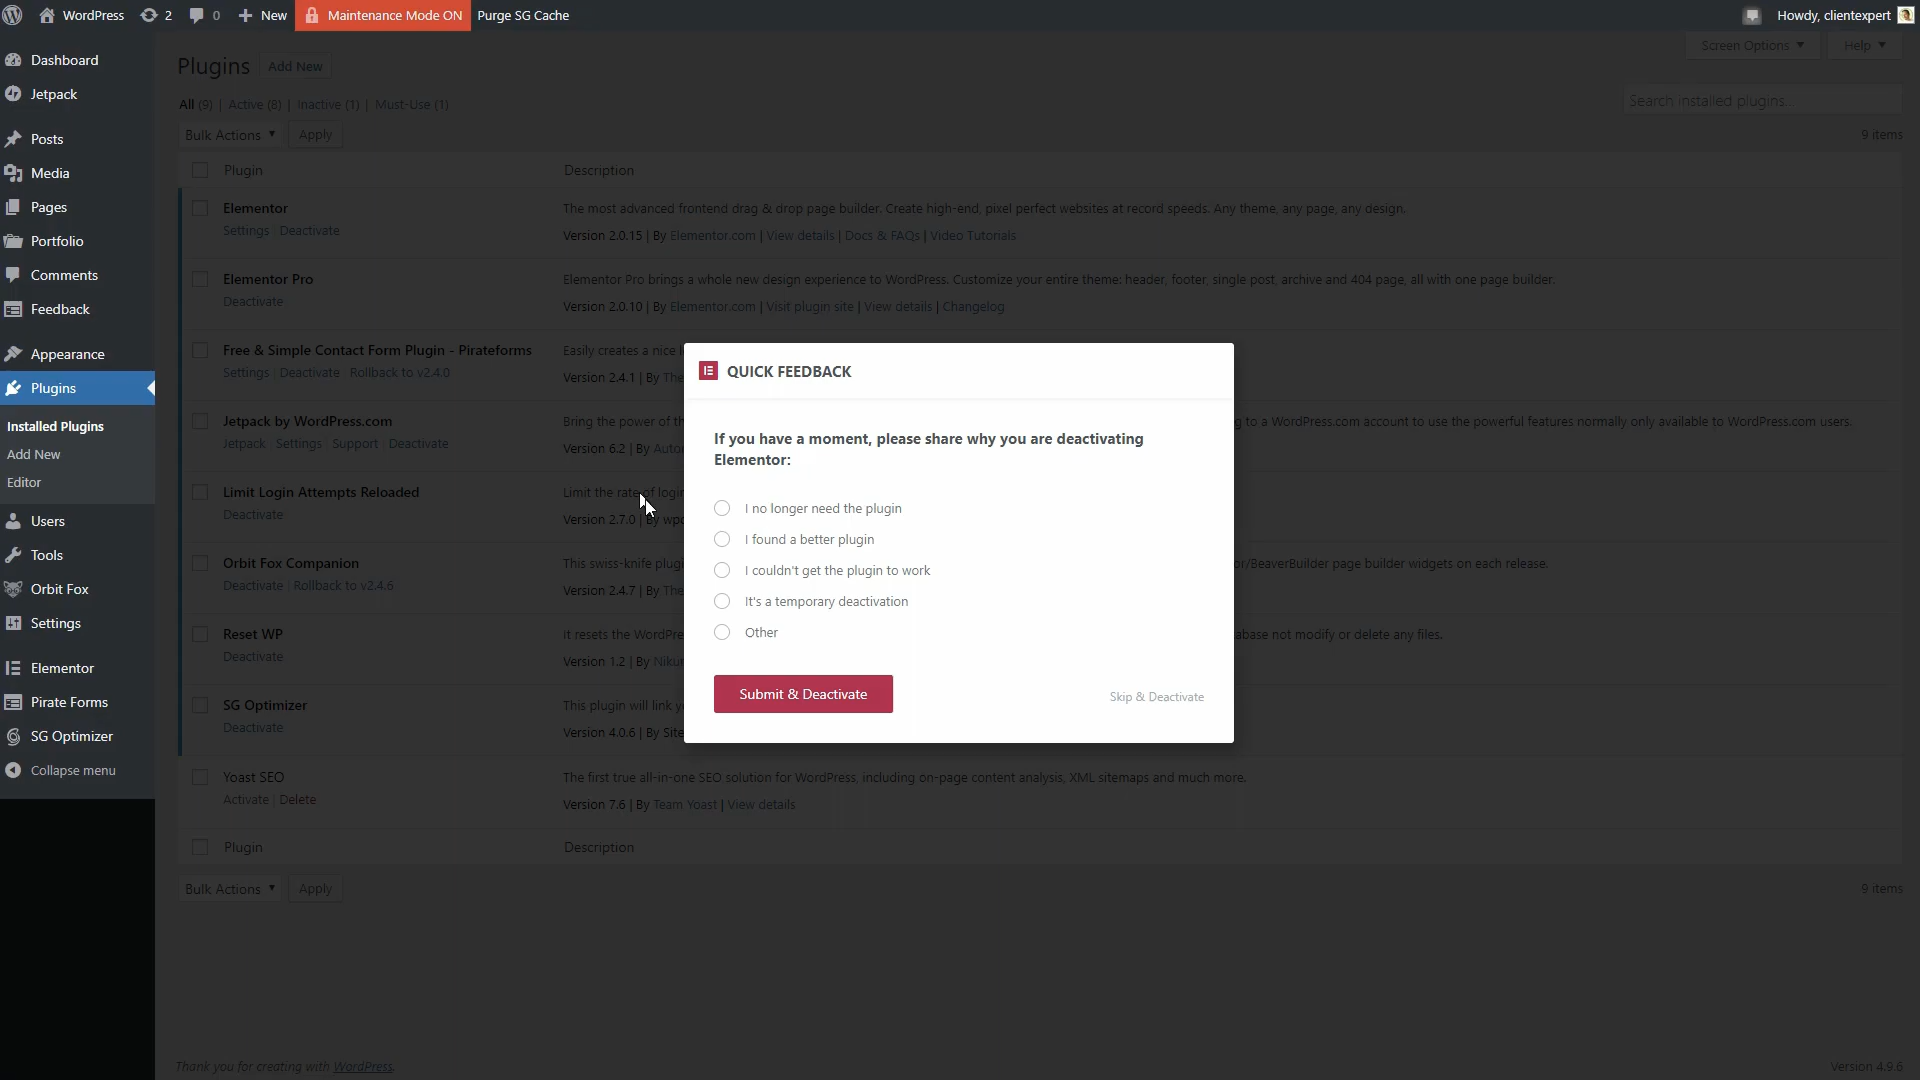 WordPress 2 0 New Maintenance Mode ON Purge SG Cache Howdy, clientexpert
Screen Options Help
Dashboard
Jetpack
Posts
Media
Pages
Portfolio
Comments
Feedback
Appearance
Plugins
Installed Plugins
Add New
Editor
Users
Tools
Orbit Fox
Settings
Elementor
Pirate Forms
SG Optimizer
Collapse menu
Plugins Add New
All (9) | Active (8) | Inactive (1) | Must-Use (1)
Search installed plugins...
Bulk Actions Apply 9 items
Plugin Description
Elementor The most advanced frontend drag & drop page builder. Create high-end, pixel perfect websites at record speeds. Any theme, any page, any design.
Settings | Deactivate Version 2.0.15 | By Elementor.com | View details | Docs & FAQs | Video Tutorials
Elementor Pro Elementor Pro brings a whole new design experience to WordPress. Customize your entire theme: header, footer, single post, archive and 404 page, all with one page builder.
Deactivate Version 2.0.10 | By Elementor.com | Visit plugin site | View details | Changelog
Free & Simple Contact Form Plugin - Pirateforms Easily creates a nice
Settings | Deactivate | Rollback to v2.4.0 Version 2.4.1 | By
Jetpack by WordPress.com Bring the power of to a WordPress.com account to use the powerful features normally only available to WordPress.com users.
Jetpack | Settings | Support | Deactivate Version 6.2 | By
Limit Login Attempts Reloaded Limit the rate of
Deactivate Version 2.7.0 | By
Orbit Fox Companion This swiss-knife page builder widgets on each release.
Deactivate | Rollback to v2.4.6 Version 2.4.7 | By
Reset WP It resets the not modify or delete any files.
Deactivate Version 1.2 | By
SG Optimizer This plugin will link
Deactivate Version 4.0.6 | By
Yoast SEO The first true all-in-one SEO solution for WordPress, including on-page content analysis, XML sitemaps and much more.
Activate | Delete Version 7.6 | By Team Yoast | View details
Plugin Description
Bulk Actions Apply 9 items
QUICK FEEDBACK
If you have a moment, please share why you are deactivating
Elementor:
I no longer need the plugin
I found a better plugin
I couldn't get the plugin to work
It's a temporary deactivation
Other
Submit & Deactivate Skip & Deactivate
Thank you for creating with WordPress. Version 4.9.6